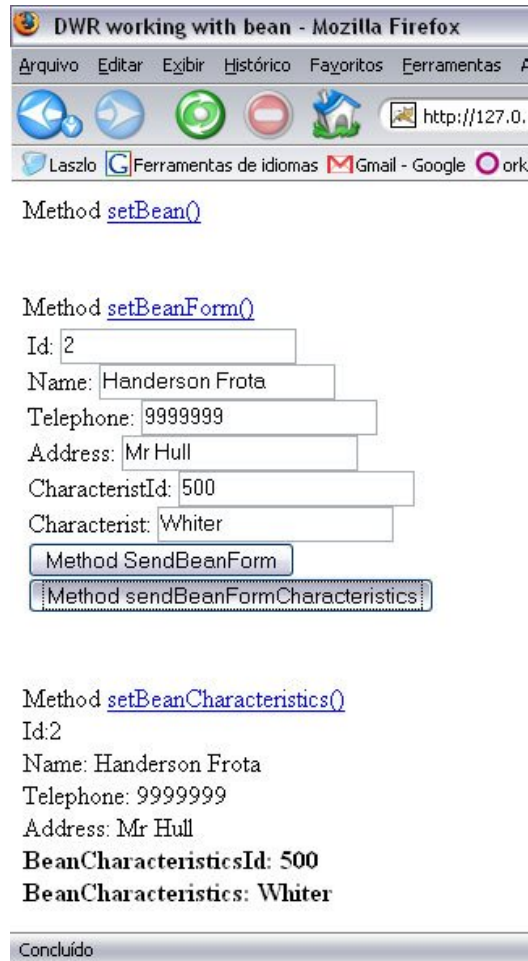 DWR working with bean - Mozilla Firefox
Arquivo Editar Exibir Histórico Favoritos Ferramentas A
http://127.0.
Laszlo Ferramentas de idiomas Gmail - Google ork
Method setBean()
Method setBeanForm()
Id: 2
Name: Handerson Frota
Telephone: 9999999
Address: Mr Hull
CharacteristId: 500
Characterist: Whiter
Method SendBeanForm
Method sendBeanFormCharacteristics
Method setBeanCharacteristics()
Id:2
Name: Handerson Frota
Telephone: 9999999
Address: Mr Hull
BeanCharacteristicsId: 500
BeanCharacteristics: Whiter
Concluído